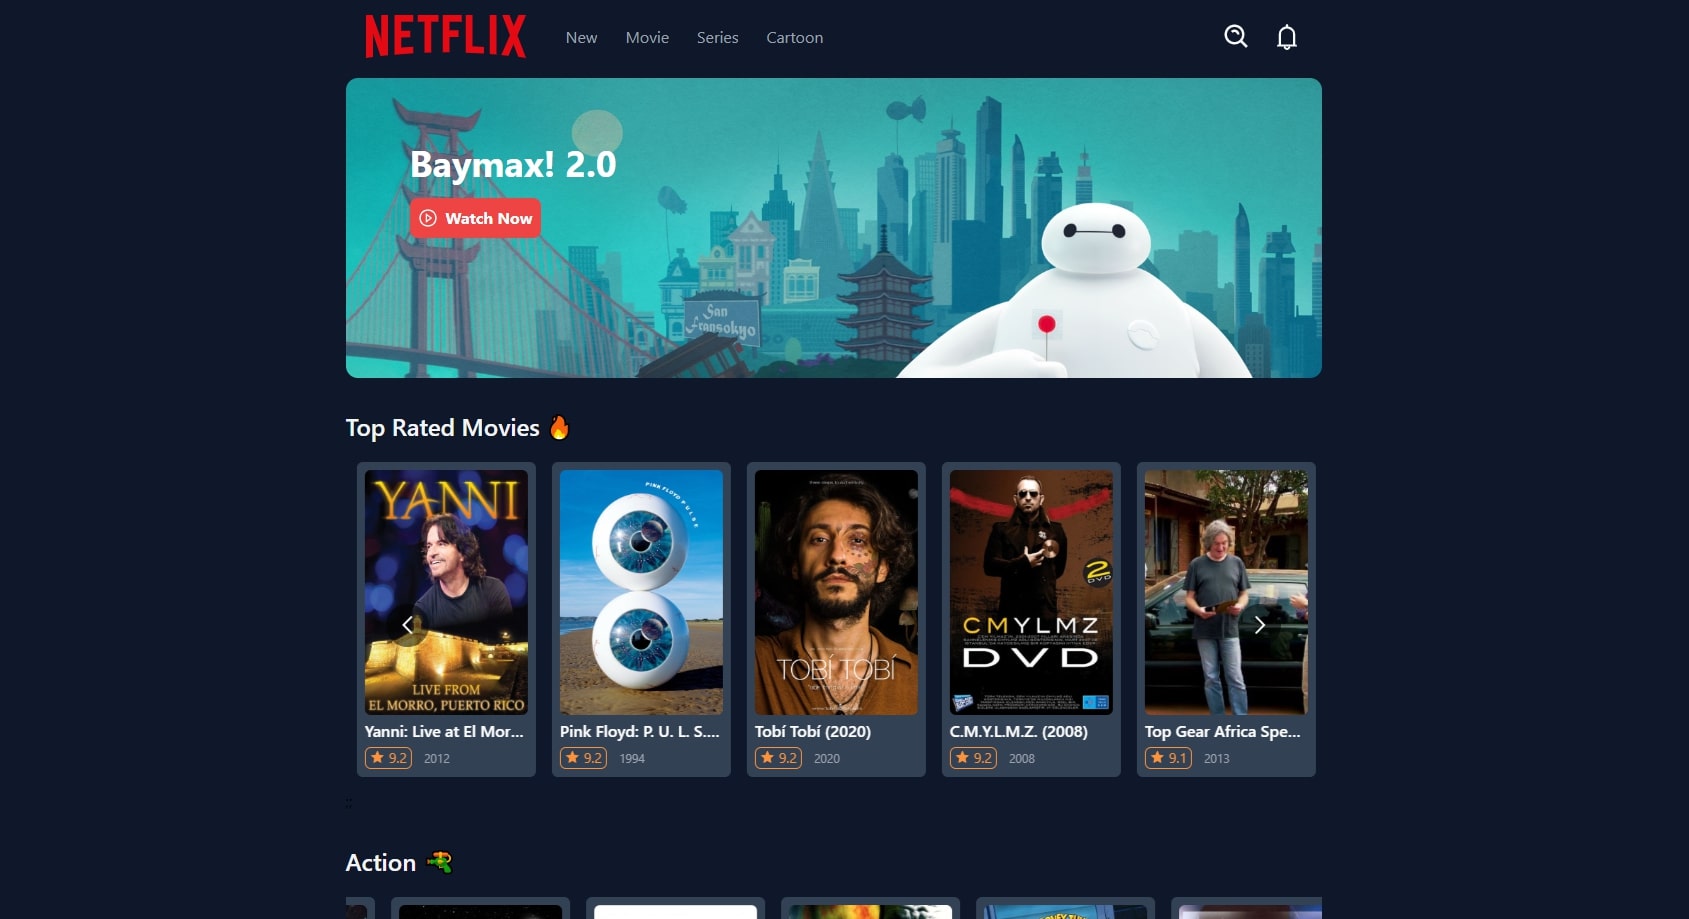 NETFLIX
New
Movie
Series
Cartoon
Baymax! 2.0
Watch Now
San
Fransokyo
Top Rated Movies
YANNI
LIVE FROM
EL MORRO, PUERTO RICO
Yanni: Live at El Mor...
9.2 2012
PINK FLOYD PULSE
Pink Floyd: P. U. L. S....
9.2 1994
TOBÍ TOBÍ
Tobí Tobí (2020)
9.2 2020
2
DVD
CMYLMZ
DVD
C.M.Y.L.M.Z. (2008)
9.2 2008
Top Gear Africa Spe...
9.1 2013
;;
Action